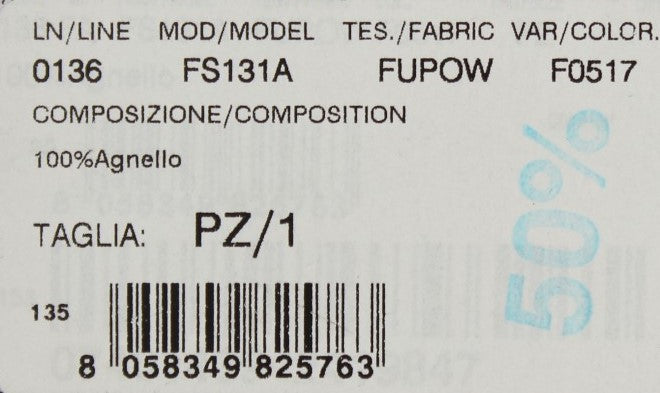 LN/LINE MOD/MODEL TES./FABRIC VAR/COLOR.
0136 FS131A FUPOW F0517
COMPOSIZIONE/COMPOSITION
100%Agnello
50%
TAGLIA: PZ/1
135
8 058349 825763